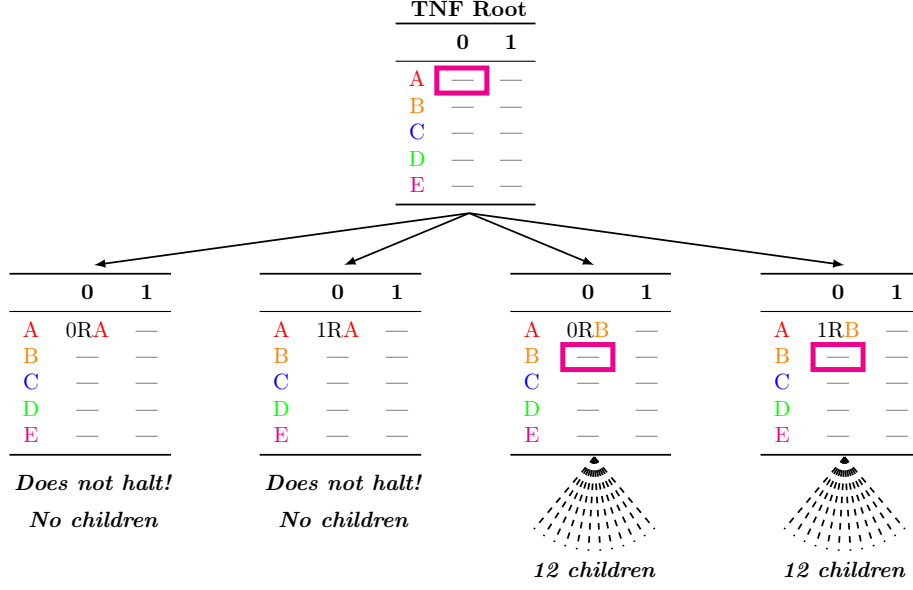 TNF Root
0 1
A — —
B — —
C — —
D — —
E — —
0 1
A 0RA —
B — —
C — —
D — —
E — —
Does not halt!
No children
0 1
A 1RA —
B — —
C — —
D — —
E — —
Does not halt!
No children
0 1
A 0RB —
B — —
C — —
D — —
E — —
12 children
0 1
A 1RB —
B — —
C — —
D — —
E — —
12 children